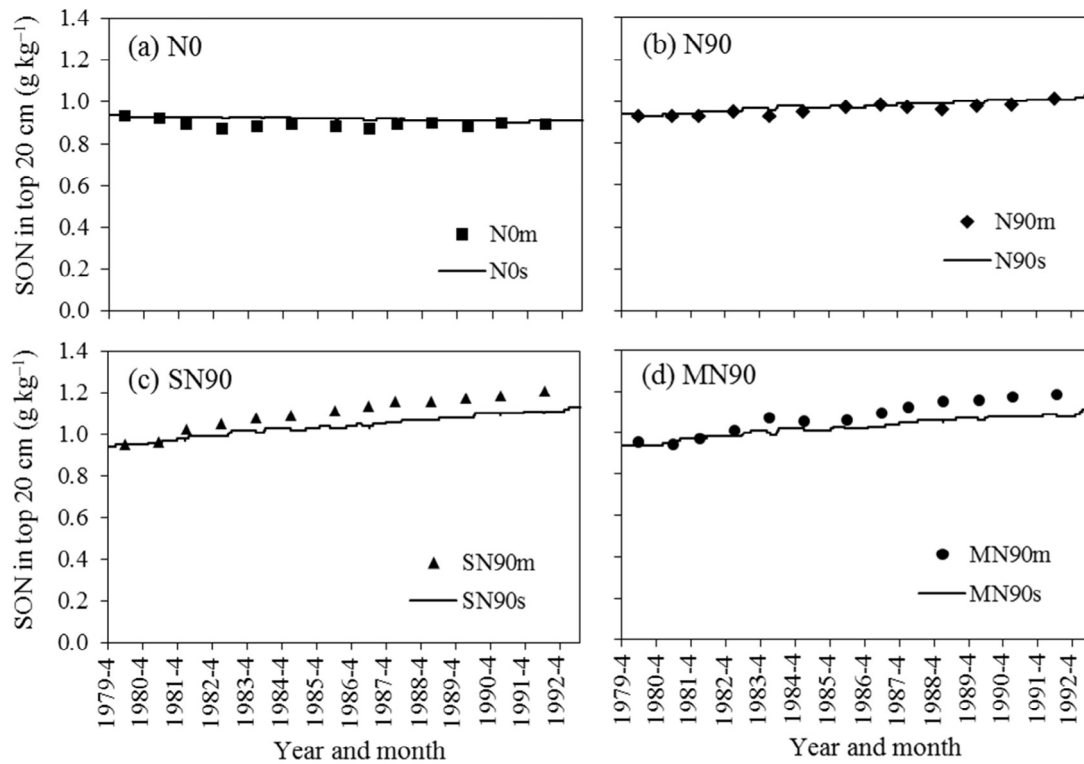 SON in top 20 cm (g kg⁻¹)
1.4
1.2
1.0
0.8
0.6
0.4
0.2
0.0
(a) N0
N0m
N0s
(b) N90
N90m
N90s
SON in top 20 cm (g kg⁻¹)
1.4
1.2
1.0
0.8
0.6
0.4
0.2
0.0
(c) SN90
SN90m
SN90s
(d) MN90
MN90m
MN90s
1979-4
1980-4
1981-4
1982-4
1983-4
1984-4
1985-4
1986-4
1987-4
1988-4
1989-4
1990-4
1991-4
1992-4
Year and month
1979-4
1980-4
1981-4
1982-4
1983-4
1984-4
1985-4
1986-4
1987-4
1988-4
1989-4
1990-4
1991-4
1992-4
Year and month